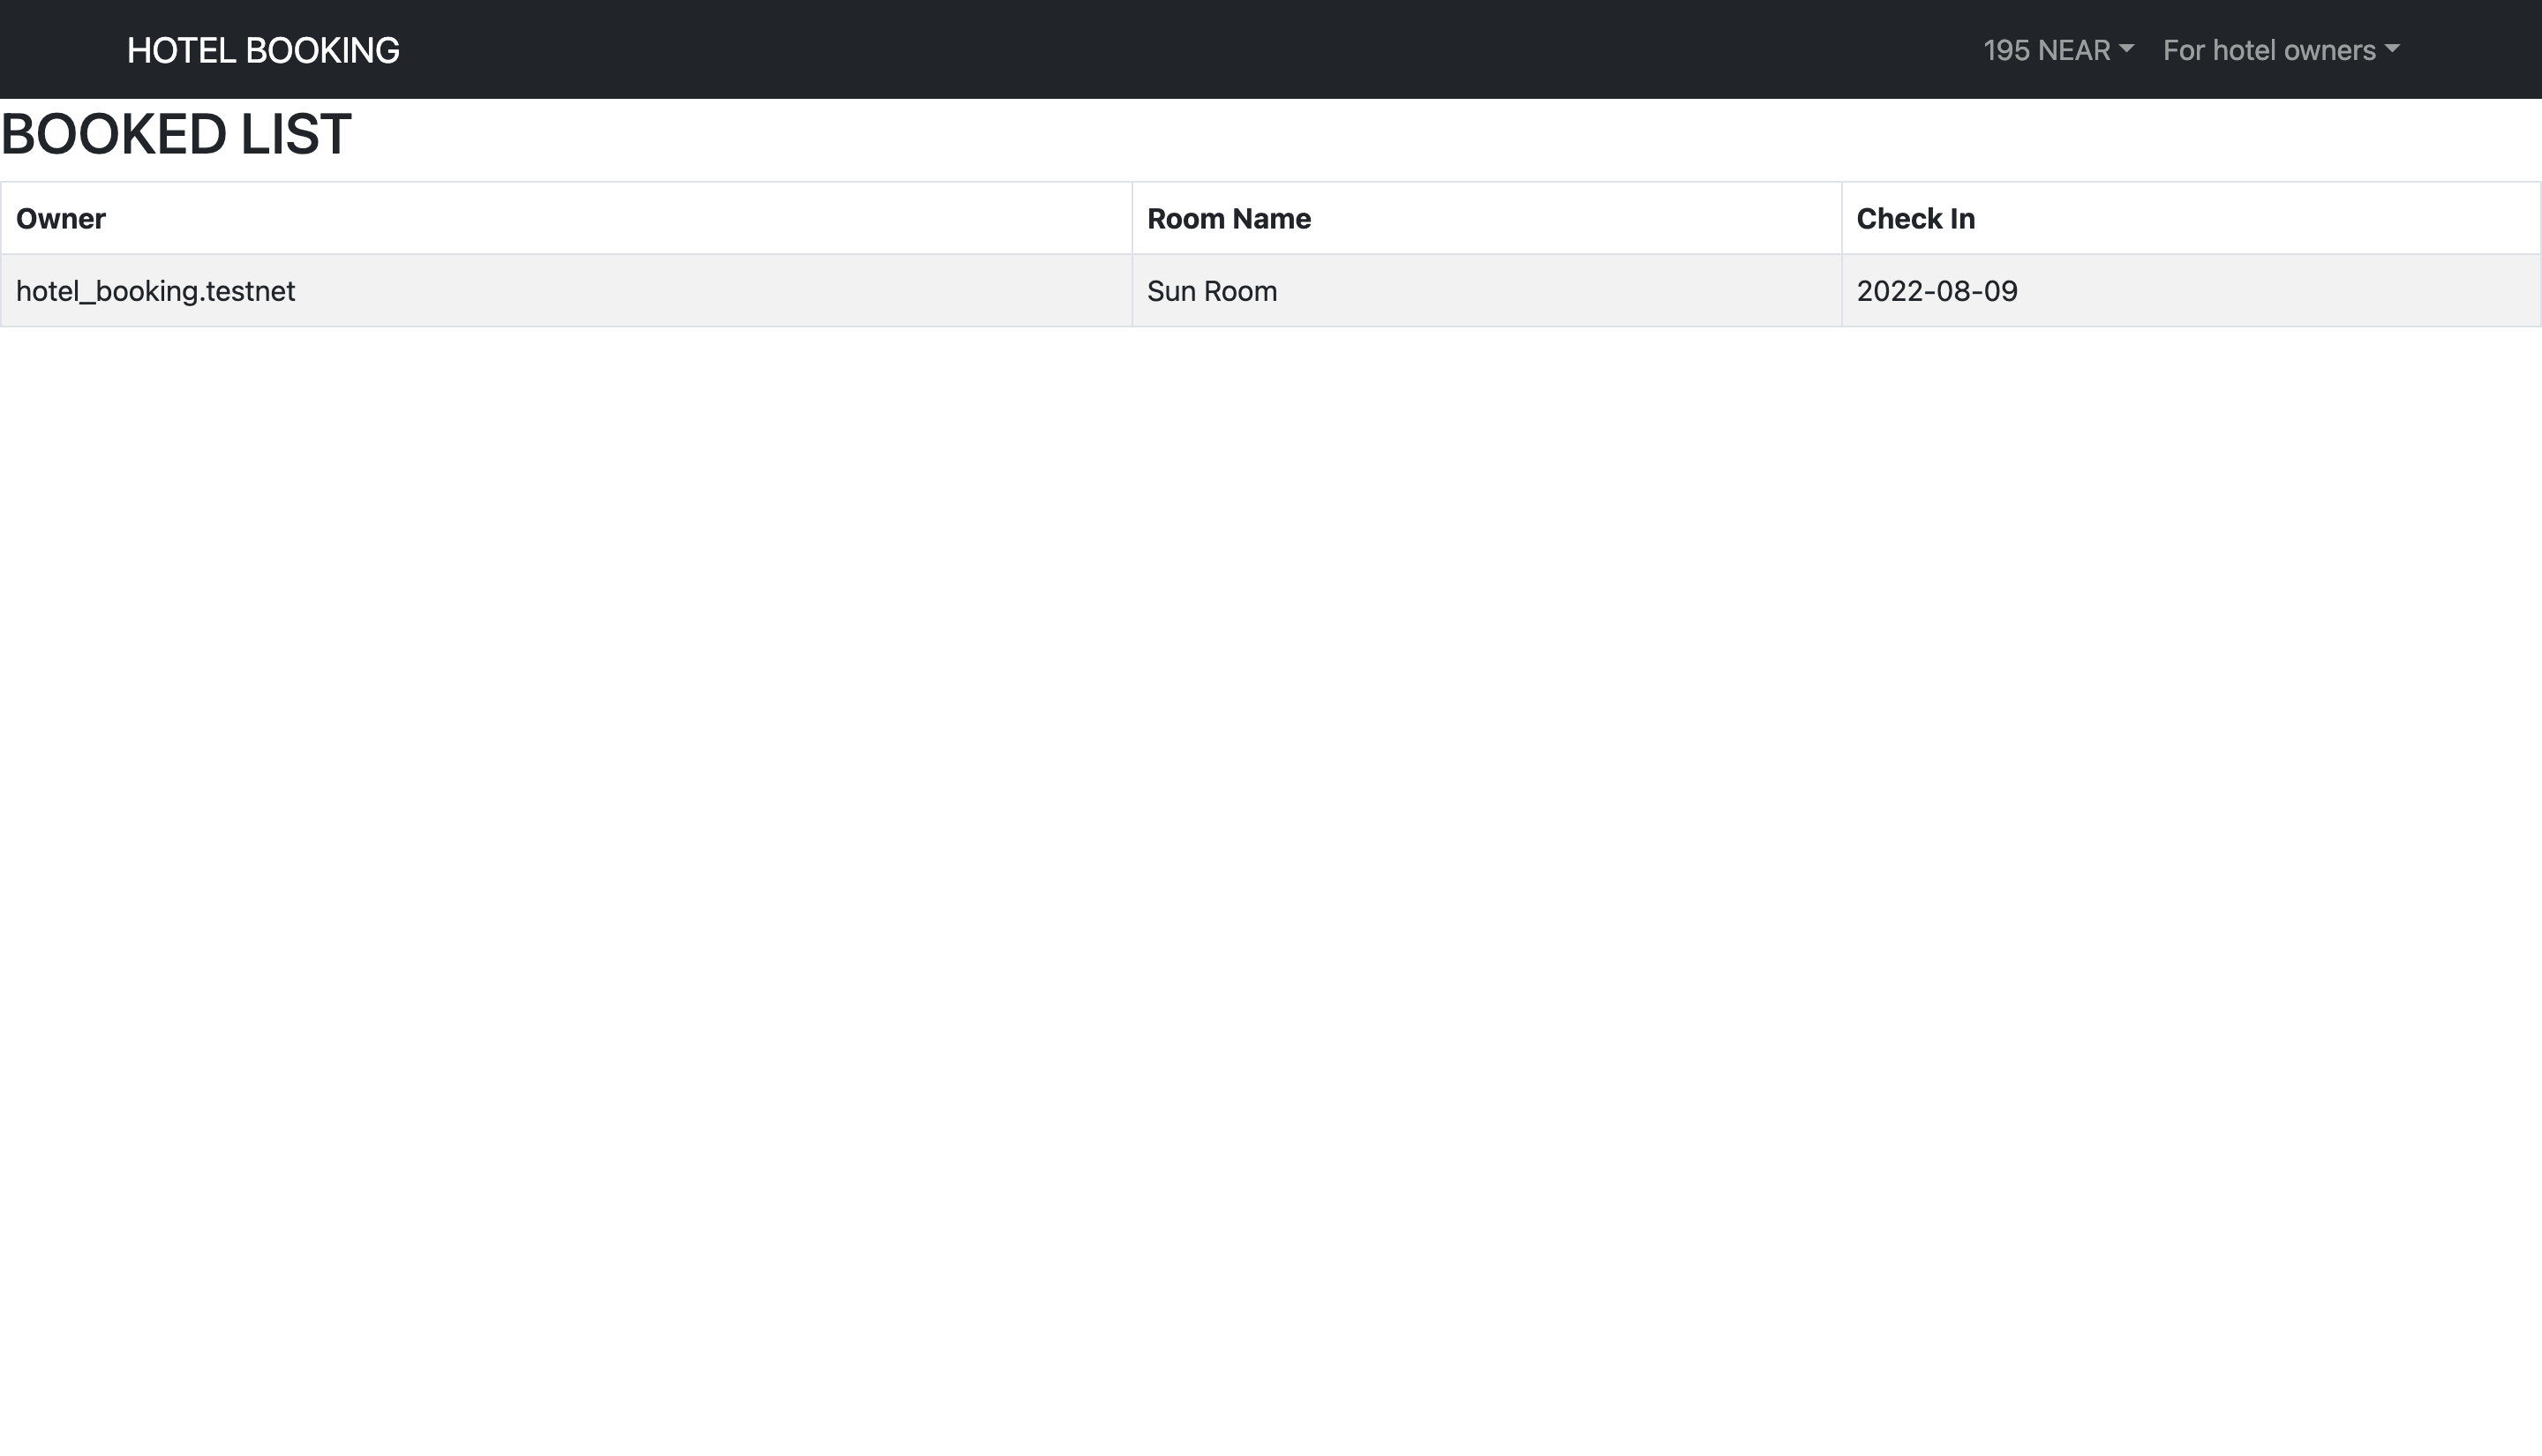 HOTEL BOOKING 195 NEAR For hotel owners
BOOKED LIST
Owner Room Name Check In
hotel_booking.testnet Sun Room 2022-08-09